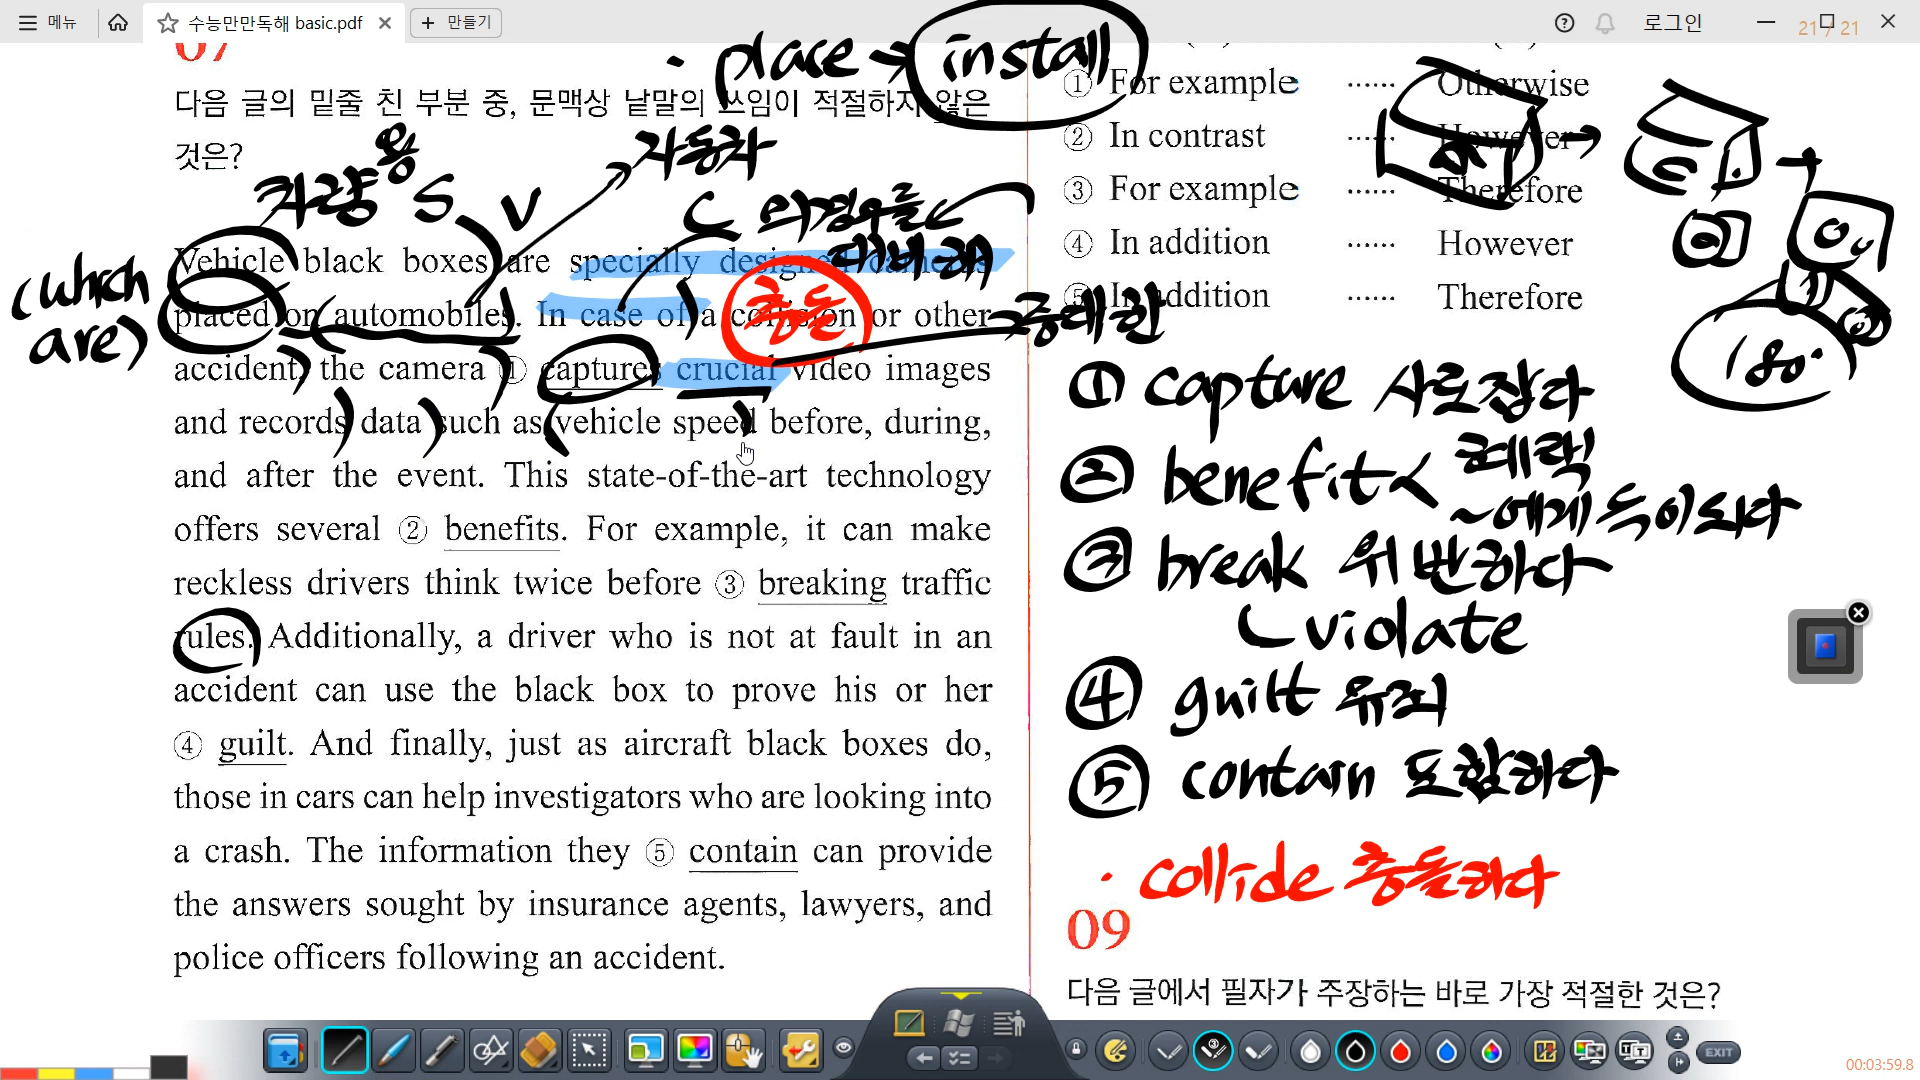 메뉴
수능만만독해 basic.pdf
만들기
로그인
21 / 21
07
다음 글의 밑줄 친 부분 중, 문맥상 낱말의 쓰임이 적절하지 않은
것은?
Vehicle black boxes are specially designed cameras
placed on automobiles. In case of a collision or other
accident, the camera ① captures crucial video images
and records data such as vehicle speed before, during,
and after the event. This state-of-the-art technology
offers several ② benefits. For example, it can make
reckless drivers think twice before ③ breaking traffic
rules. Additionally, a driver who is not at fault in an
accident can use the black box to prove his or her
④ guilt. And finally, just as aircraft black boxes do,
those in cars can help investigators who are looking into
a crash. The information they ⑤ contain can provide
the answers sought by insurance agents, lawyers, and
police officers following an accident.
· place → install
차량용
S
V
자동차
C
의 경우를
대비해
(which
are)
충돌
중대한
① For example ······ Otherwise
② In contrast ······ However
③ For example ······ Therefore
④ In addition ······ However
⑤ In addition ······ Therefore
180°
① capture 사로잡다
② benefit < 혜택
~에게 득이 되다
③ break 위반하다
violate
④ guilt 유죄
⑤ contain 포함하다
· collide 충돌하다
09
다음 글에서 필자가 주장하는 바로 가장 적절한 것은?
EXIT
00:03:59.8